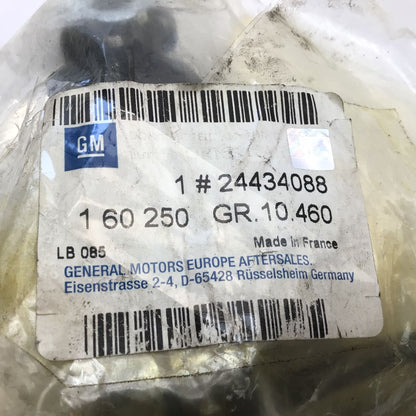 GM
1 # 24434088
1 60 250 GR.10.460
LB 085 Made in France
GENERAL MOTORS EUROPE AFTERSALES.
Eisenstrasse 2-4, D-65428 Rüsselsheim Germany